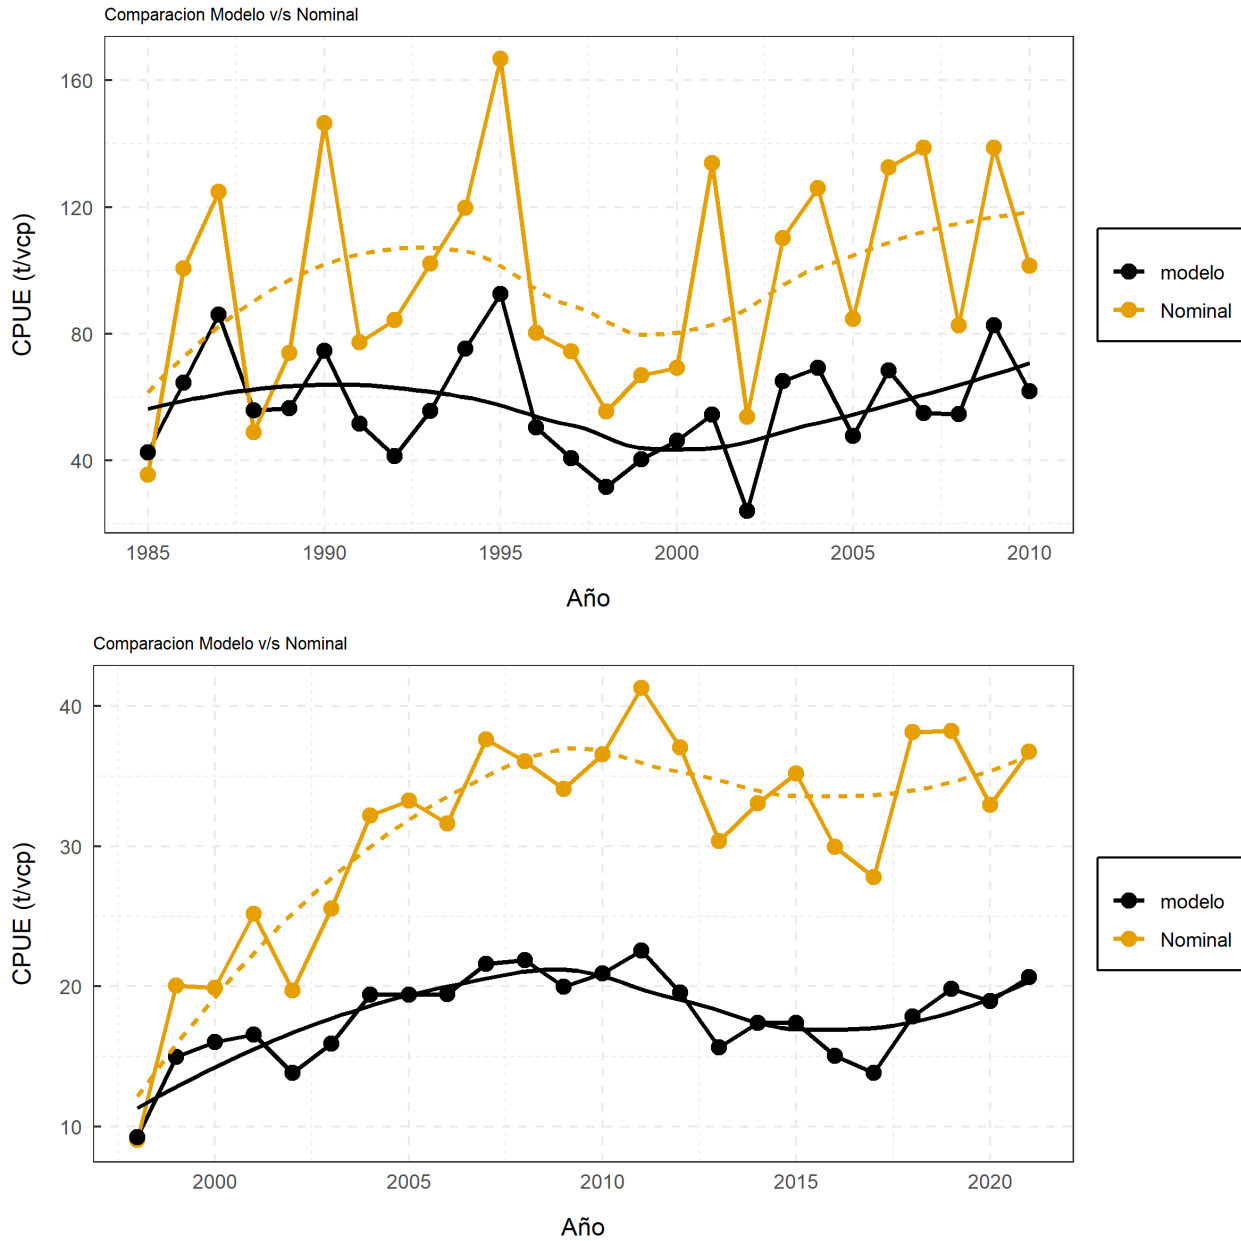 Comparacion Modelo v/s Nominal
160
120
80
40
CPUE (t/vcp)
1985 1990 1995 2000 2005 2010
Año
modelo
Nominal
Comparacion Modelo v/s Nominal
40
30
20
10
CPUE (t/vcp)
2000 2005 2010 2015 2020
Año
modelo
Nominal